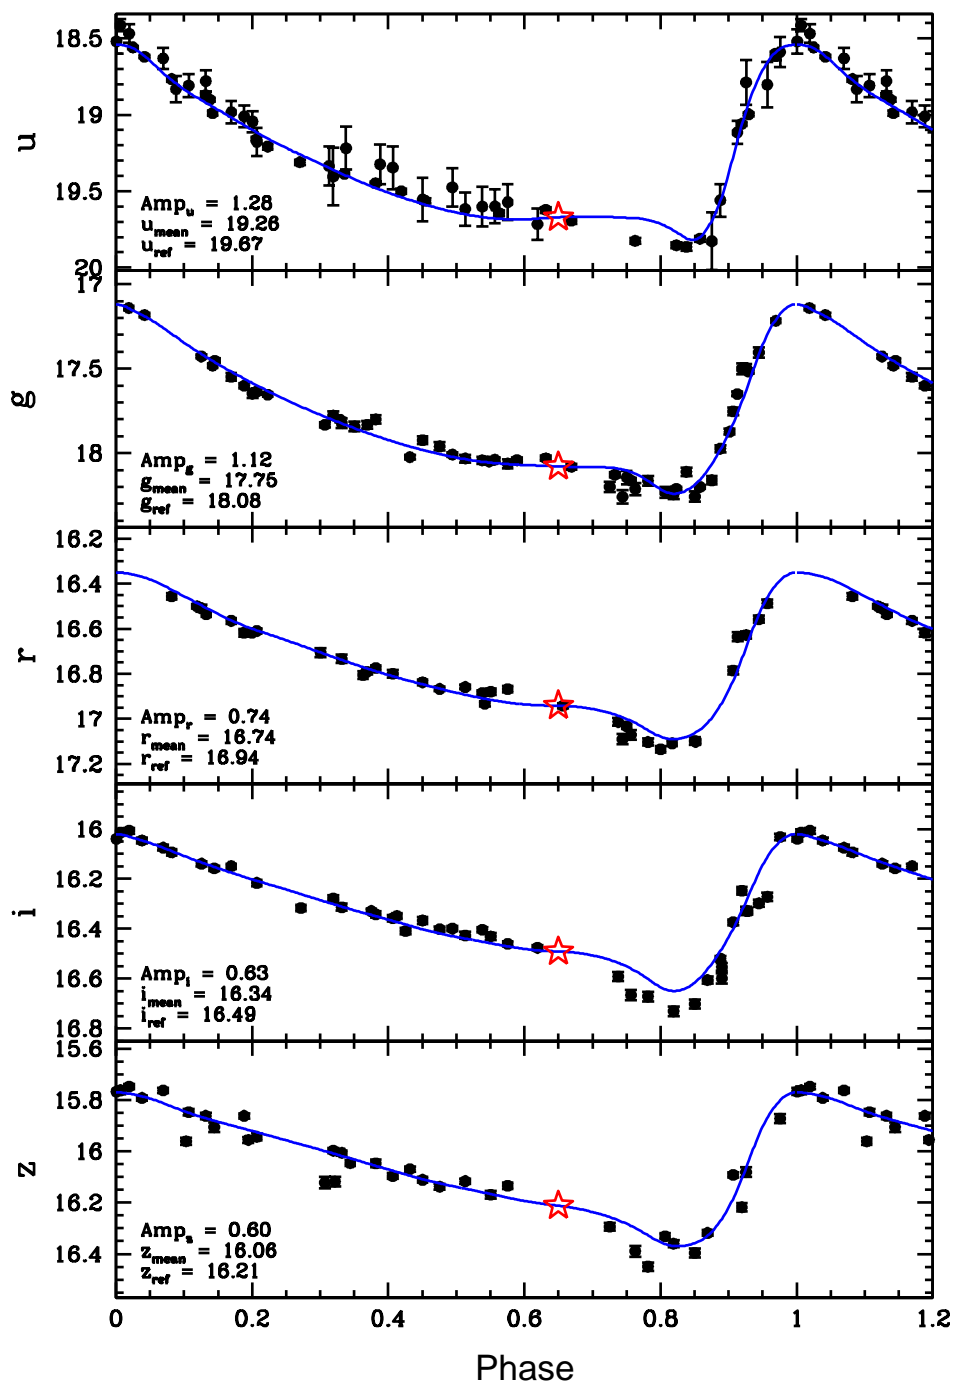 18.5
19
19.5
20
u
Amp_u = 1.28
u_mean = 19.26
u_ref = 19.67
17
17.5
18
g
Amp_g = 1.12
g_mean = 17.75
g_ref = 18.08
16.2
16.4
16.6
16.8
17
17.2
r
Amp_r = 0.74
r_mean = 16.74
r_ref = 16.94
16
16.2
16.4
16.6
16.8
i
Amp_i = 0.63
i_mean = 16.34
i_ref = 16.49
15.6
15.8
16
16.2
16.4
z
Amp_z = 0.60
z_mean = 16.06
z_ref = 16.21
0 0.2 0.4 0.6 0.8 1 1.2
Phase